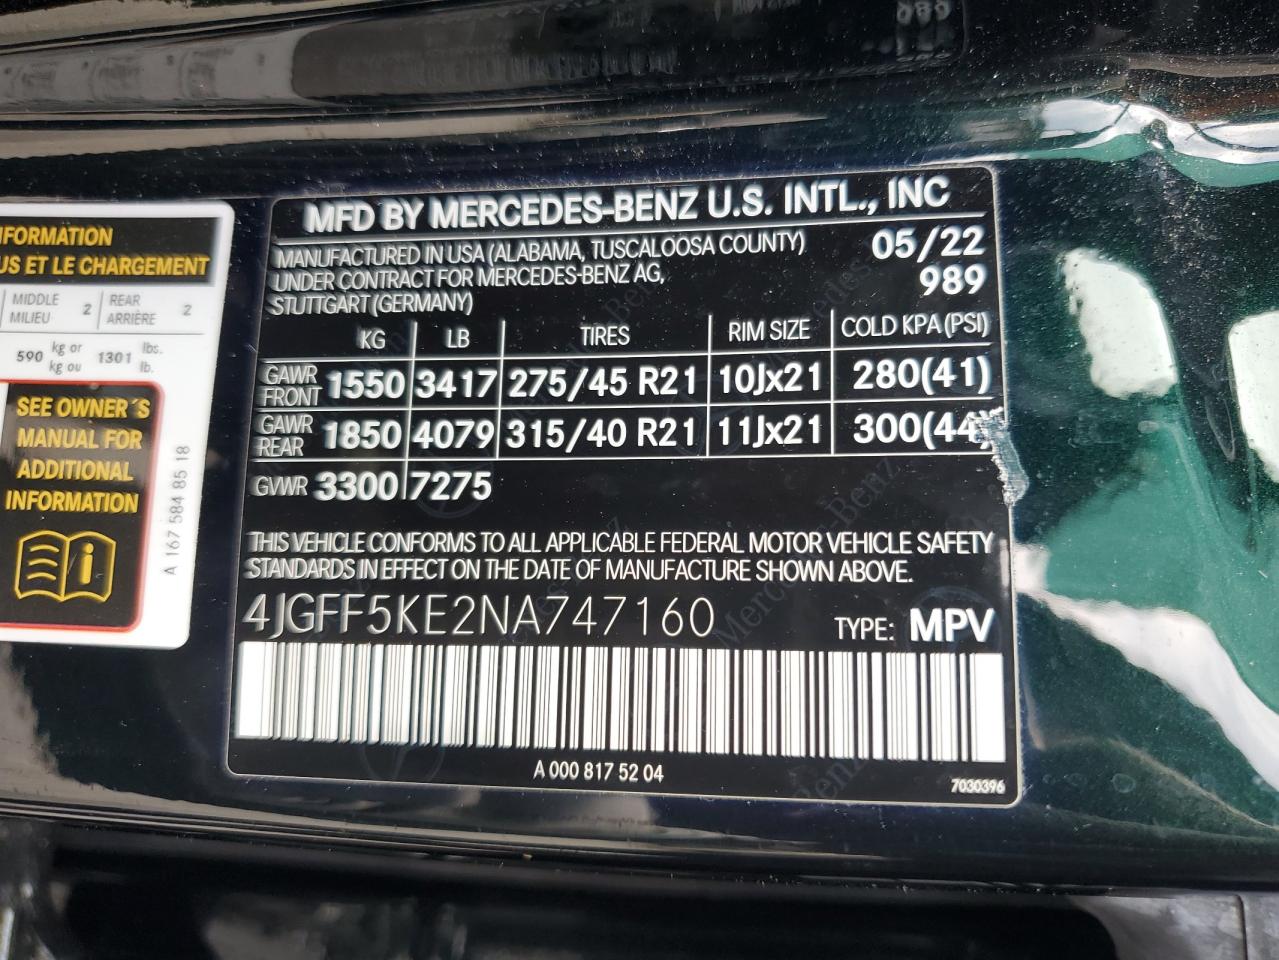 NFORMATION
US ET LE CHARGEMENT
MIDDLE MILIEU 2 REAR ARRIÈRE 2
590 kg or kg ou 1301 lbs. lb.
SEE OWNER´S
MANUAL FOR
ADDITIONAL
INFORMATION
A 167 584 85 18
MFD BY MERCEDES-BENZ U.S. INTL., INC
MANUFACTURED IN USA (ALABAMA, TUSCALOOSA COUNTY) 05/22
UNDER CONTRACT FOR MERCEDES-BENZ AG, 989
STUTTGART (GERMANY)
KG LB TIRES RIM SIZE COLD KPA (PSI)
GAWR FRONT 1550 3417 275/45 R21 10Jx21 280(41)
GAWR REAR 1850 4079 315/40 R21 11Jx21 300(44)
GVWR 3300 7275
THIS VEHICLE CONFORMS TO ALL APPLICABLE FEDERAL MOTOR VEHICLE SAFETY
STANDARDS IN EFFECT ON THE DATE OF MANUFACTURE SHOWN ABOVE.
4JGFF5KE2NA747160 TYPE: MPV
A 000 817 52 04
7030396